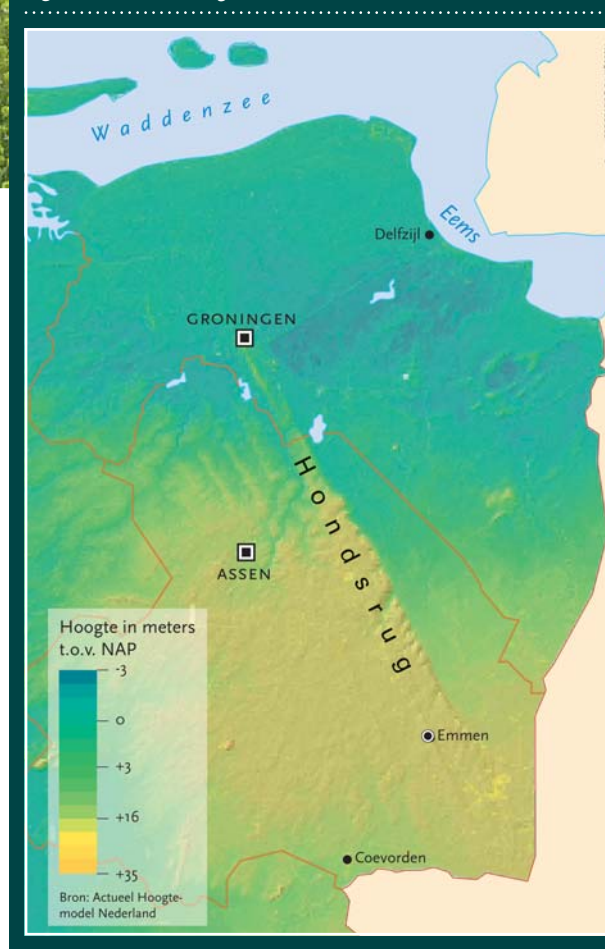 Waddenzee
Eems
Delfzijl
GRONINGEN
Hondsrug
ASSEN
Hoogte in meters
t.o.v. NAP
-3
0
+3
+16
+35
Emmen
Coevorden
Bron: Actueel Hoogte-
model Nederland